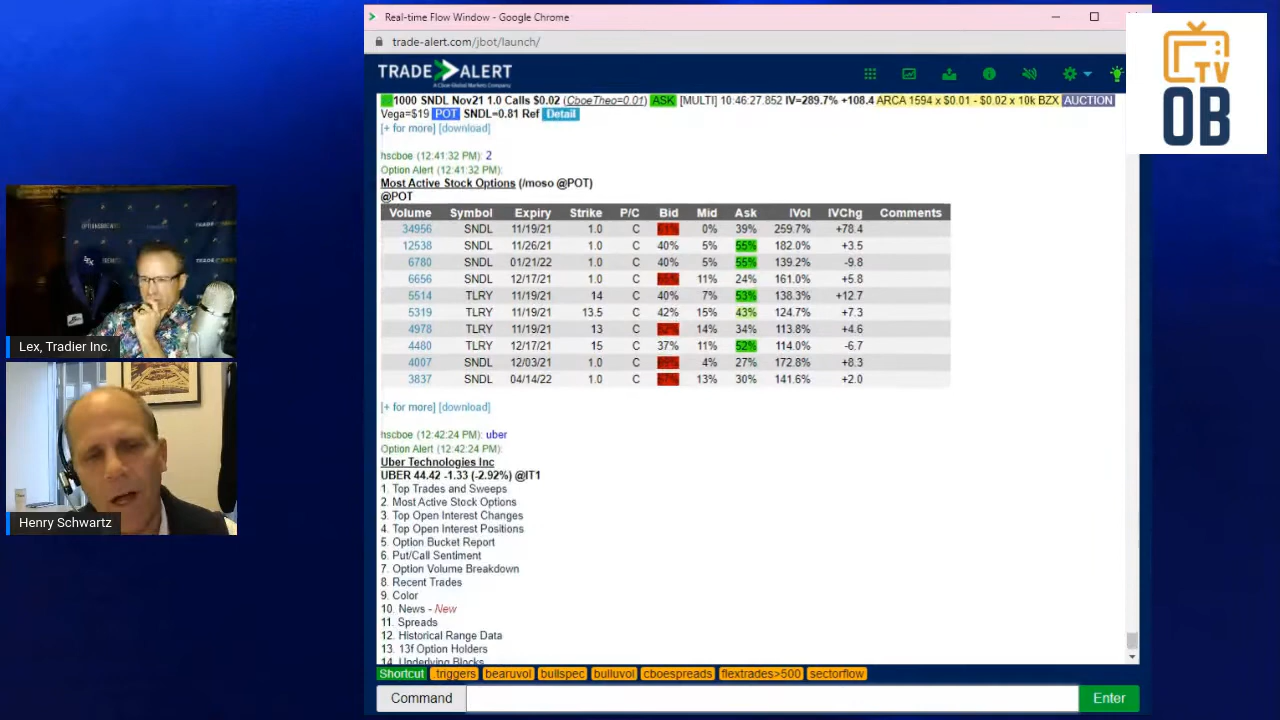 Real-time Flow Window - Google Chrome
trade-alert.com/jbot/launch/
TRADE ALERT
A Cboe Global Markets Company
TV
OB
1000 SNDL Nov21 1.0 Calls $0.02 (CboeTheo=0.01) ASK [MULTI] 10:46:27.852 IV=289.7% +108.4 ARCA 1594 x $0.01 - $0.02 x 10k BZX AUCTION
Vega=$19 POT SNDL=0.81 Ref Detail
[+ for more] [download]
hscboe (12:41:32 PM): 2
Option Alert (12:41:32 PM):
Most Active Stock Options (/moso @POT)
@POT
Volume Symbol Expiry Strike P/C Bid Mid Ask IVol IVChg Comments
34956 SNDL 11/19/21 1.0 C 61% 0% 39% 259.7% +78.4
12538 SNDL 11/26/21 1.0 C 40% 5% 55% 182.0% +3.5
6780 SNDL 01/21/22 1.0 C 40% 5% 55% 139.2% -9.8
6656 SNDL 12/17/21 1.0 C 11% 24% 161.0% +5.8
5514 TLRY 11/19/21 14 C 40% 7% 53% 138.3% +12.7
5319 TLRY 11/19/21 13.5 C 42% 15% 43% 124.7% +7.3
4978 TLRY 11/19/21 13 C 52% 14% 34% 113.8% +4.6
4480 TLRY 12/17/21 15 C 37% 11% 52% 114.0% -6.7
4007 SNDL 12/03/21 1.0 C 69% 4% 27% 172.8% +8.3
3837 SNDL 04/14/22 1.0 C 57% 13% 30% 141.6% +2.0
[+ for more] [download]
hscboe (12:42:24 PM): uber
Option Alert (12:42:24 PM):
Uber Technologies Inc
UBER 44.42 -1.33 (-2.92%) @IT1
1. Top Trades and Sweeps
2. Most Active Stock Options
3. Top Open Interest Changes
4. Top Open Interest Positions
5. Option Bucket Report
6. Put/Call Sentiment
7. Option Volume Breakdown
8. Recent Trades
9. Color
10. News - New
11. Spreads
12. Historical Range Data
13. 13f Option Holders
14. Underlying Blocks
Shortcut triggers bearuvol bullspec bulluvol cboespreads flextrades>500 sectorflow
Command Enter
Lex, Tradier Inc.
Henry Schwartz